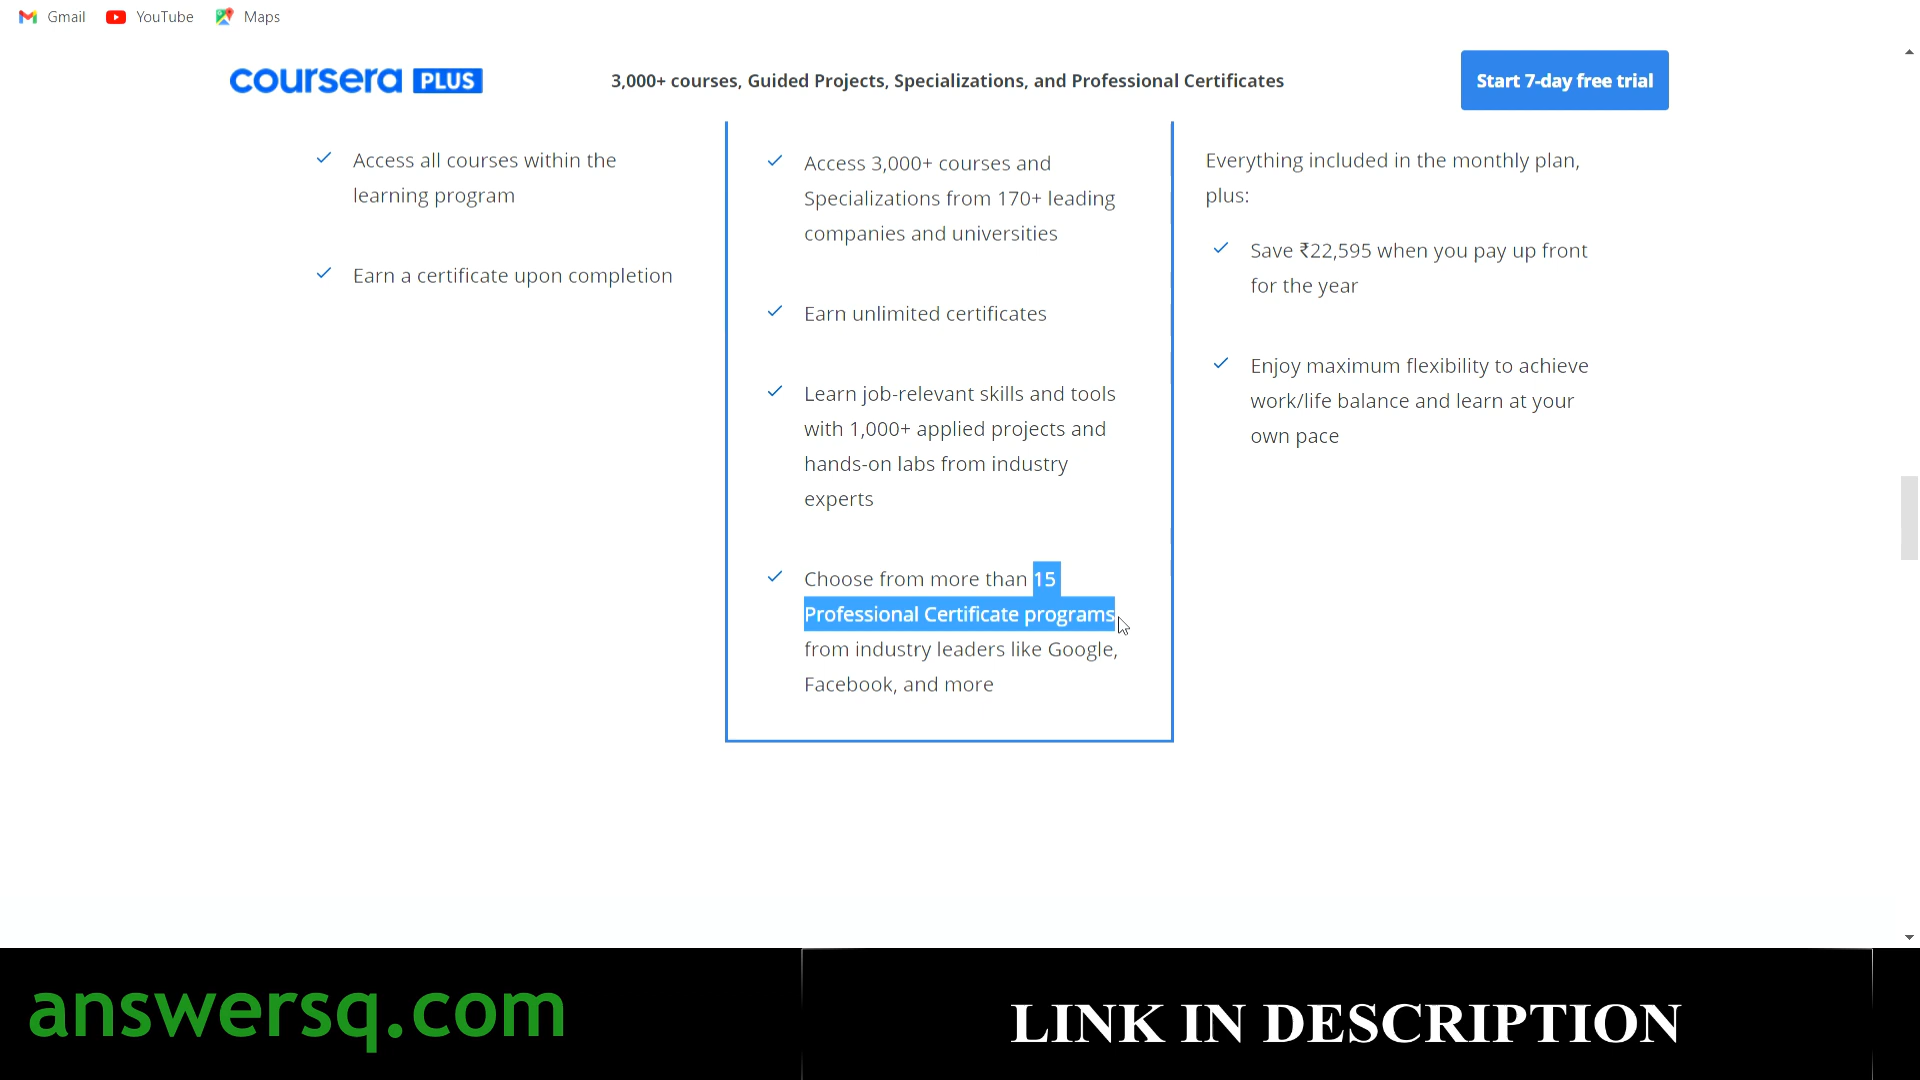 Gmail YouTube Maps
coursera PLUS
3,000+ courses, Guided Projects, Specializations, and Professional Certificates
Start 7-day free trial
Access all courses within the
learning program
Earn a certificate upon completion
Access 3,000+ courses and
Specializations from 170+ leading
companies and universities
Earn unlimited certificates
Learn job-relevant skills and tools
with 1,000+ applied projects and
hands-on labs from industry
experts
Choose from more than 15
Professional Certificate programs
from industry leaders like Google,
Facebook, and more
Everything included in the monthly plan,
plus:
Save ₹22,595 when you pay up front
for the year
Enjoy maximum flexibility to achieve
work/life balance and learn at your
own pace
answersq.com
LINK IN DESCRIPTION